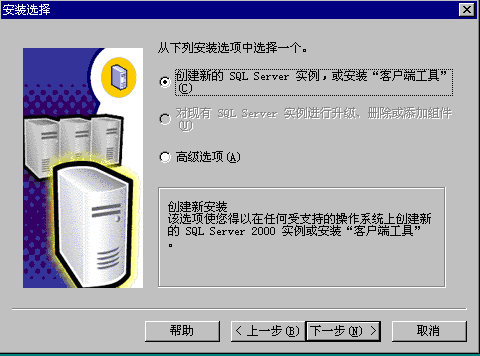 安装选择
从下列安装选项中选择一个。
创建新的 SQL Server 实例，或安装“客户端工具”
(C)
对现有 SQL Server 实例进行升级、删除或添加组件
(U)
高级选项(A)
创建新安装
该选项使您得以在任何受支持的操作系统上创建新
的 SQL Server 2000 实例或安装“客户端工具”
。
帮助
< 上一步(B)
下一步(N) >
取消